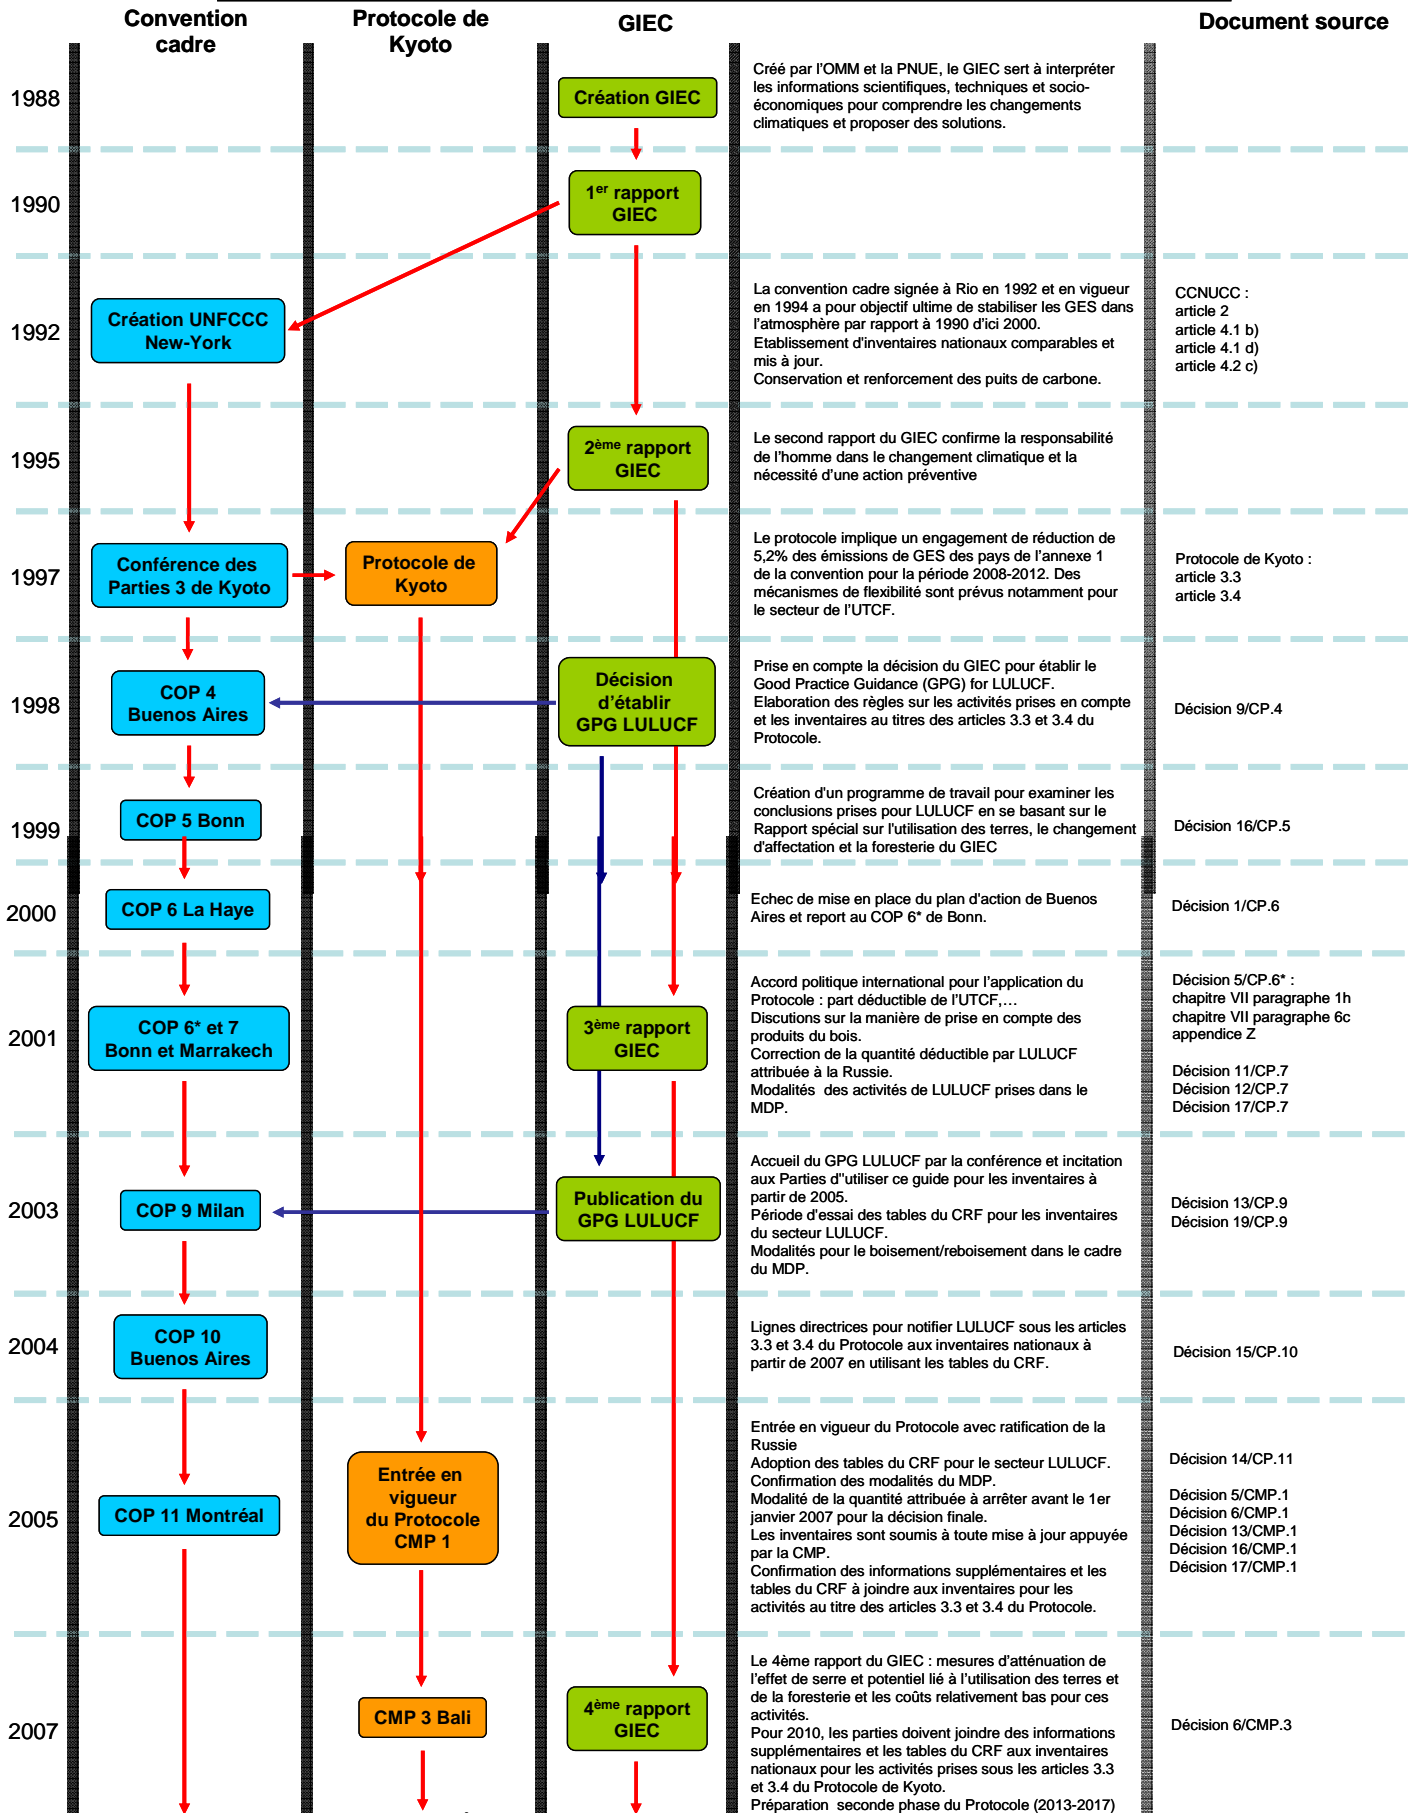 Convention
cadre
Protocole de
Kyoto
GIEC
Document source
1988
Création GIEC
Créé par l'OMM et la PNUE, le GIEC sert à interpréter
les informations scientifiques, techniques et socio-
économiques pour comprendre les changements
climatiques et proposer des solutions.
1990
1er rapport
GIEC
1992
Création UNFCCC
New-York
La convention cadre signée à Rio en 1992 et en vigueur
en 1994 a pour objectif ultime de stabiliser les GES dans
l'atmosphère par rapport à 1990 d'ici 2000.
Etablissement d'inventaires nationaux comparables et
mis à jour.
Conservation et renforcement des puits de carbone.
CCNUCC :
article 2
article 4.1 b)
article 4.1 d)
article 4.2 c)
1995
2ème rapport
GIEC
Le second rapport du GIEC confirme la responsabilité
de l'homme dans le changement climatique et la
nécessité d'une action préventive
1997
Conférence des
Parties 3 de Kyoto
Protocole de
Kyoto
Le protocole implique un engagement de réduction de
5,2% des émissions de GES des pays de l'annexe 1
de la convention pour la période 2008-2012. Des
mécanismes de flexibilité sont prévus notamment pour
le secteur de l'UTCF.
Protocole de Kyoto :
article 3.3
article 3.4
1998
COP 4
Buenos Aires
Décision
d'établir
GPG LULUCF
Prise en compte la décision du GIEC pour établir le
Good Practice Guidance (GPG) for LULUCF.
Elaboration des règles sur les activités prises en compte
et les inventaires au titres des articles 3.3 et 3.4 du
Protocole.
Décision 9/CP.4
1999
COP 5 Bonn
Création d'un programme de travail pour examiner les
conclusions prises pour LULUCF en se basant sur le
Rapport spécial sur l'utilisation des terres, le changement
d'affectation et la foresterie du GIEC
Décision 16/CP.5
2000
COP 6 La Haye
Echec de mise en place du plan d'action de Buenos
Aires et report au COP 6* de Bonn.
Décision 1/CP.6
2001
COP 6* et 7
Bonn et Marrakech
3ème rapport
GIEC
Accord politique international pour l'application du
Protocole : part déductible de l'UTCF,…
Discutions sur la manière de prise en compte des
produits du bois.
Correction de la quantité déductible par LULUCF
attribuée à la Russie.
Modalités des activités de LULUCF prises dans le
MDP.
Décision 5/CP.6* :
chapitre VII paragraphe 1h
chapitre VII paragraphe 6c
appendice Z
Décision 11/CP.7
Décision 12/CP.7
Décision 17/CP.7
2003
COP 9 Milan
Publication du
GPG LULUCF
Accueil du GPG LULUCF par la conférence et incitation
aux Parties d''utiliser ce guide pour les inventaires à
partir de 2005.
Période d'essai des tables du CRF pour les inventaires
du secteur LULUCF.
Modalités pour le boisement/reboisement dans le cadre
du MDP.
Décision 13/CP.9
Décision 19/CP.9
2004
COP 10
Buenos Aires
Lignes directrices pour notifier LULUCF sous les articles
3.3 et 3.4 du Protocole aux inventaires nationaux à
partir de 2007 en utilisant les tables du CRF.
Décision 15/CP.10
2005
COP 11 Montréal
Entrée en
vigueur
du Protocole
CMP 1
Entrée en vigueur du Protocole avec ratification de la
Russie
Adoption des tables du CRF pour le secteur LULUCF.
Confirmation des modalités du MDP.
Modalité de la quantité attribuée à arrêter avant le 1er
janvier 2007 pour la décision finale.
Les inventaires sont soumis à toute mise à jour appuyée
par la CMP.
Confirmation des informations supplémentaires et les
tables du CRF à joindre aux inventaires pour les
activités au titre des articles 3.3 et 3.4 du Protocole.
Décision 14/CP.11
Décision 5/CMP.1
Décision 6/CMP.1
Décision 13/CMP.1
Décision 16/CMP.1
Décision 17/CMP.1
2007
CMP 3 Bali
4ème rapport
GIEC
Le 4ème rapport du GIEC : mesures d'atténuation de
l'effet de serre et potentiel lié à l'utilisation des terres et
de la foresterie et les coûts relativement bas pour ces
activités.
Pour 2010, les parties doivent joindre des informations
supplémentaires et les tables du CRF aux inventaires
nationaux pour les activités prises sous les articles 3.3
et 3.4 du Protocole de Kyoto.
Préparation seconde phase du Protocole (2013-2017)
Décision 6/CMP.3